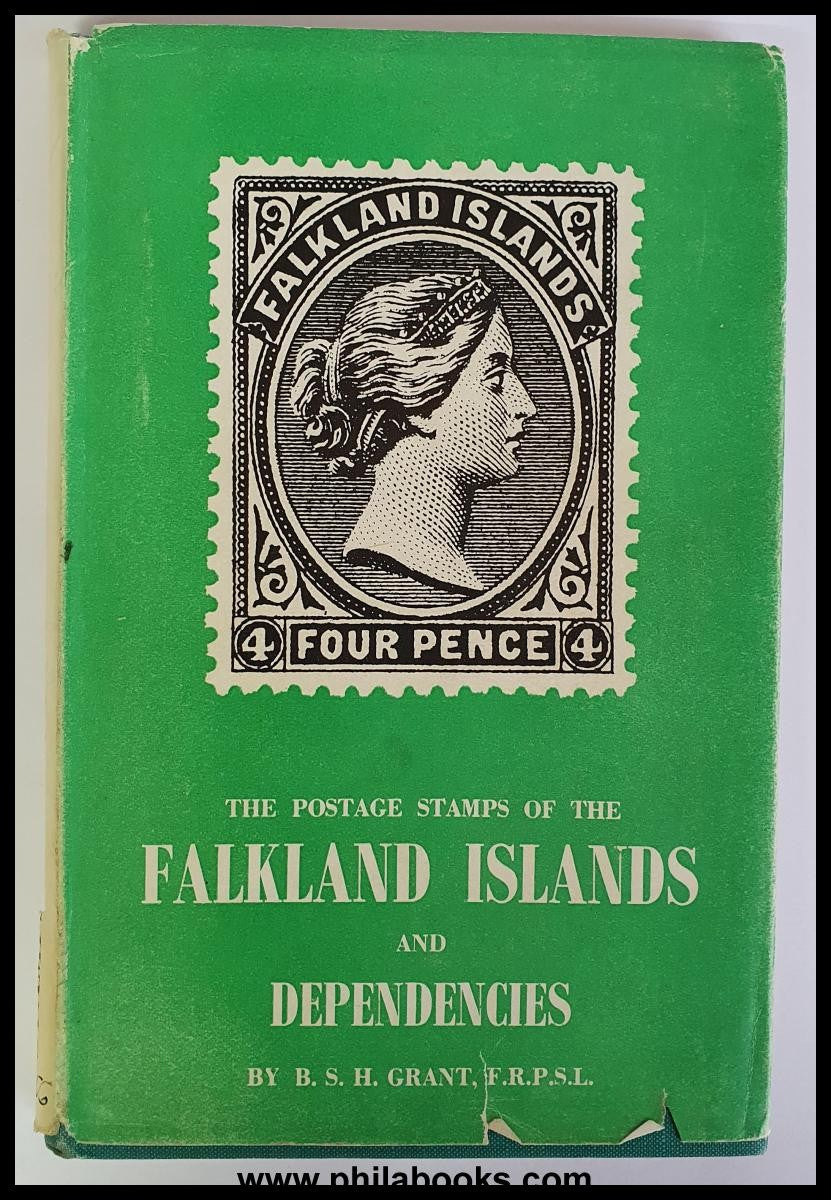 FALKLAND ISLANDS
4 FOUR PENCE 4
THE POSTAGE STAMPS OF THE
FALKLAND ISLANDS
AND
DEPENDENCIES
BY B. S. H. GRANT, F.R.P.S.L.
www.philabooks.com